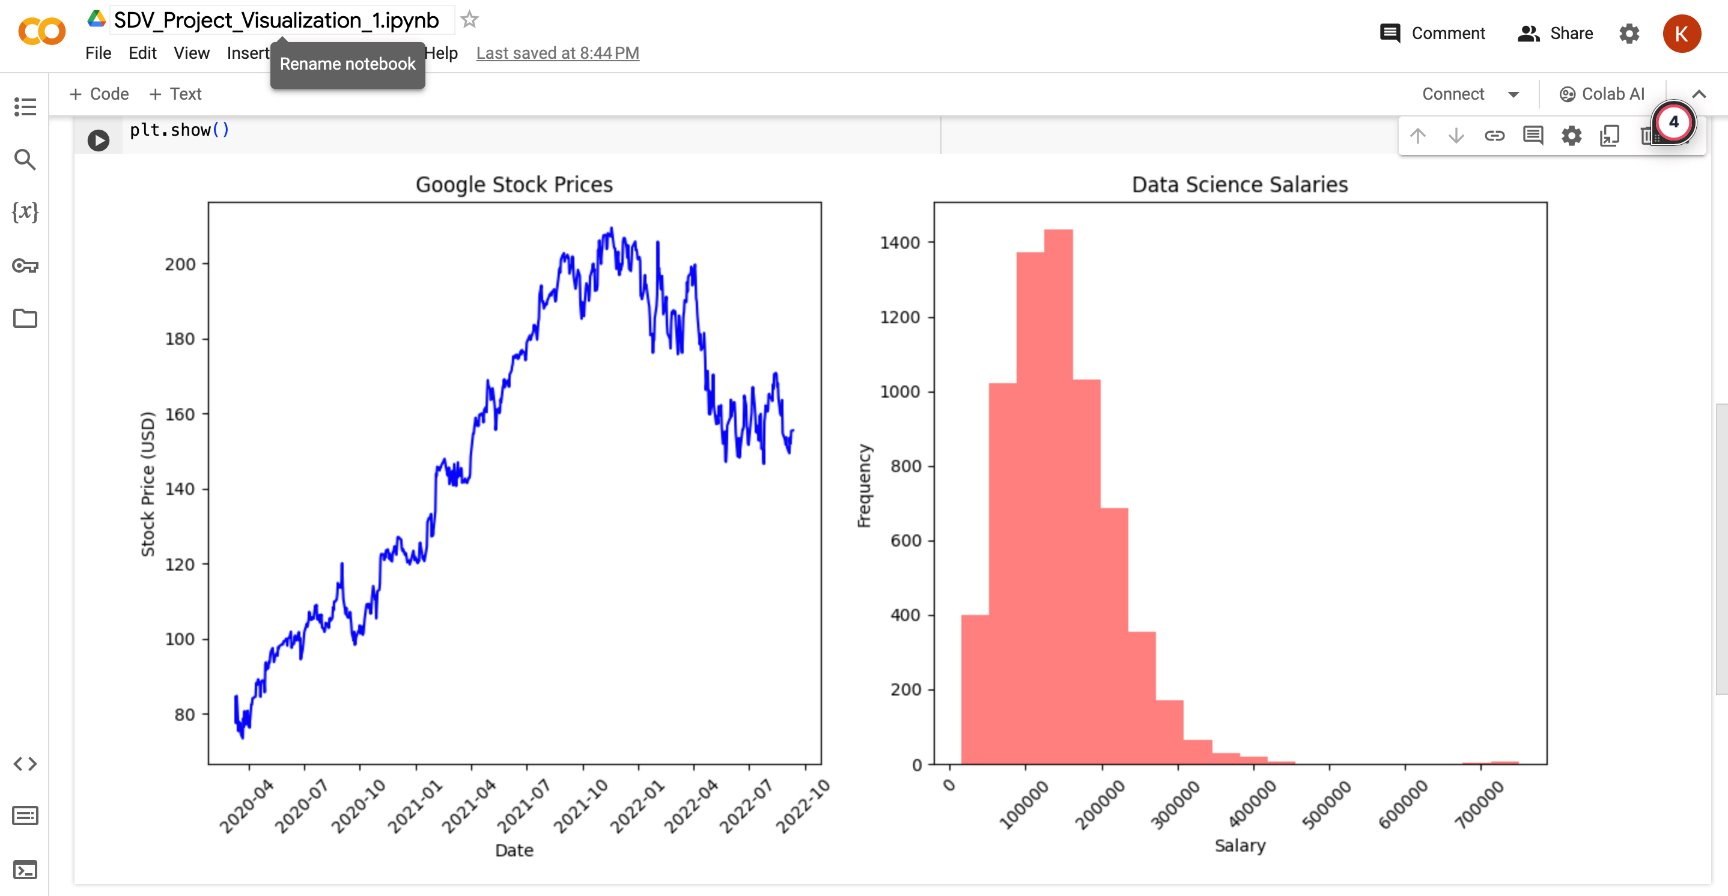 SDV_Project_Visualization_1.ipynb
File Edit View Insert Help Last saved at 8:44 PM
Rename notebook
Comment
Share
K
+ Code + Text
Connect
Colab AI
4
plt.show()
{x}
Google Stock Prices
Stock Price (USD)
200
180
160
140
120
100
80
2020-04
2020-07
2020-10
2021-01
2021-04
2021-07
2021-10
2022-01
2022-04
2022-07
2022-10
Date
Data Science Salaries
Frequency
1400
1200
1000
800
600
400
200
0
0
100000
200000
300000
400000
500000
600000
700000
Salary